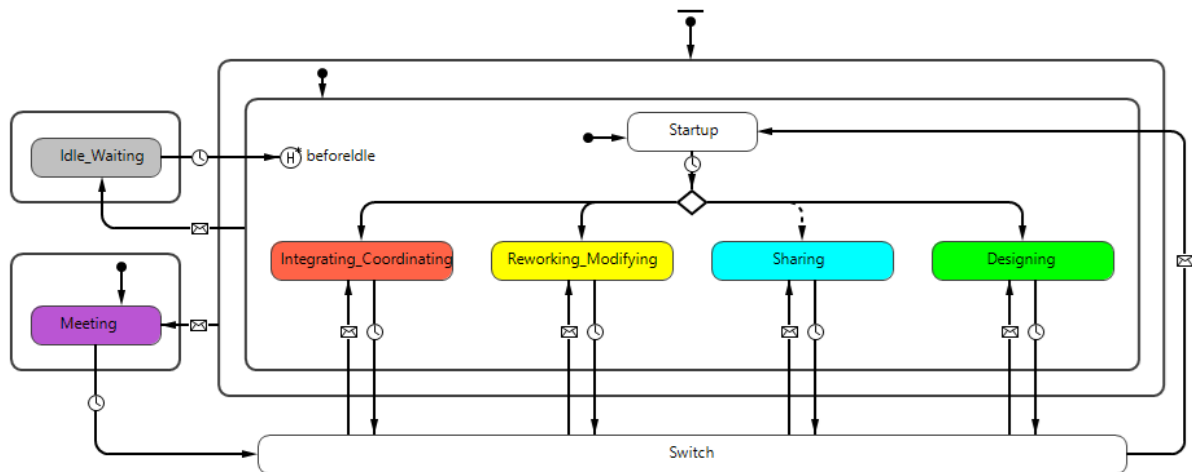 Startup
Idle_Waiting
H* beforeIdle
Integrating_Coordinating
Reworking_Modifying
Sharing
Designing
Meeting
Switch